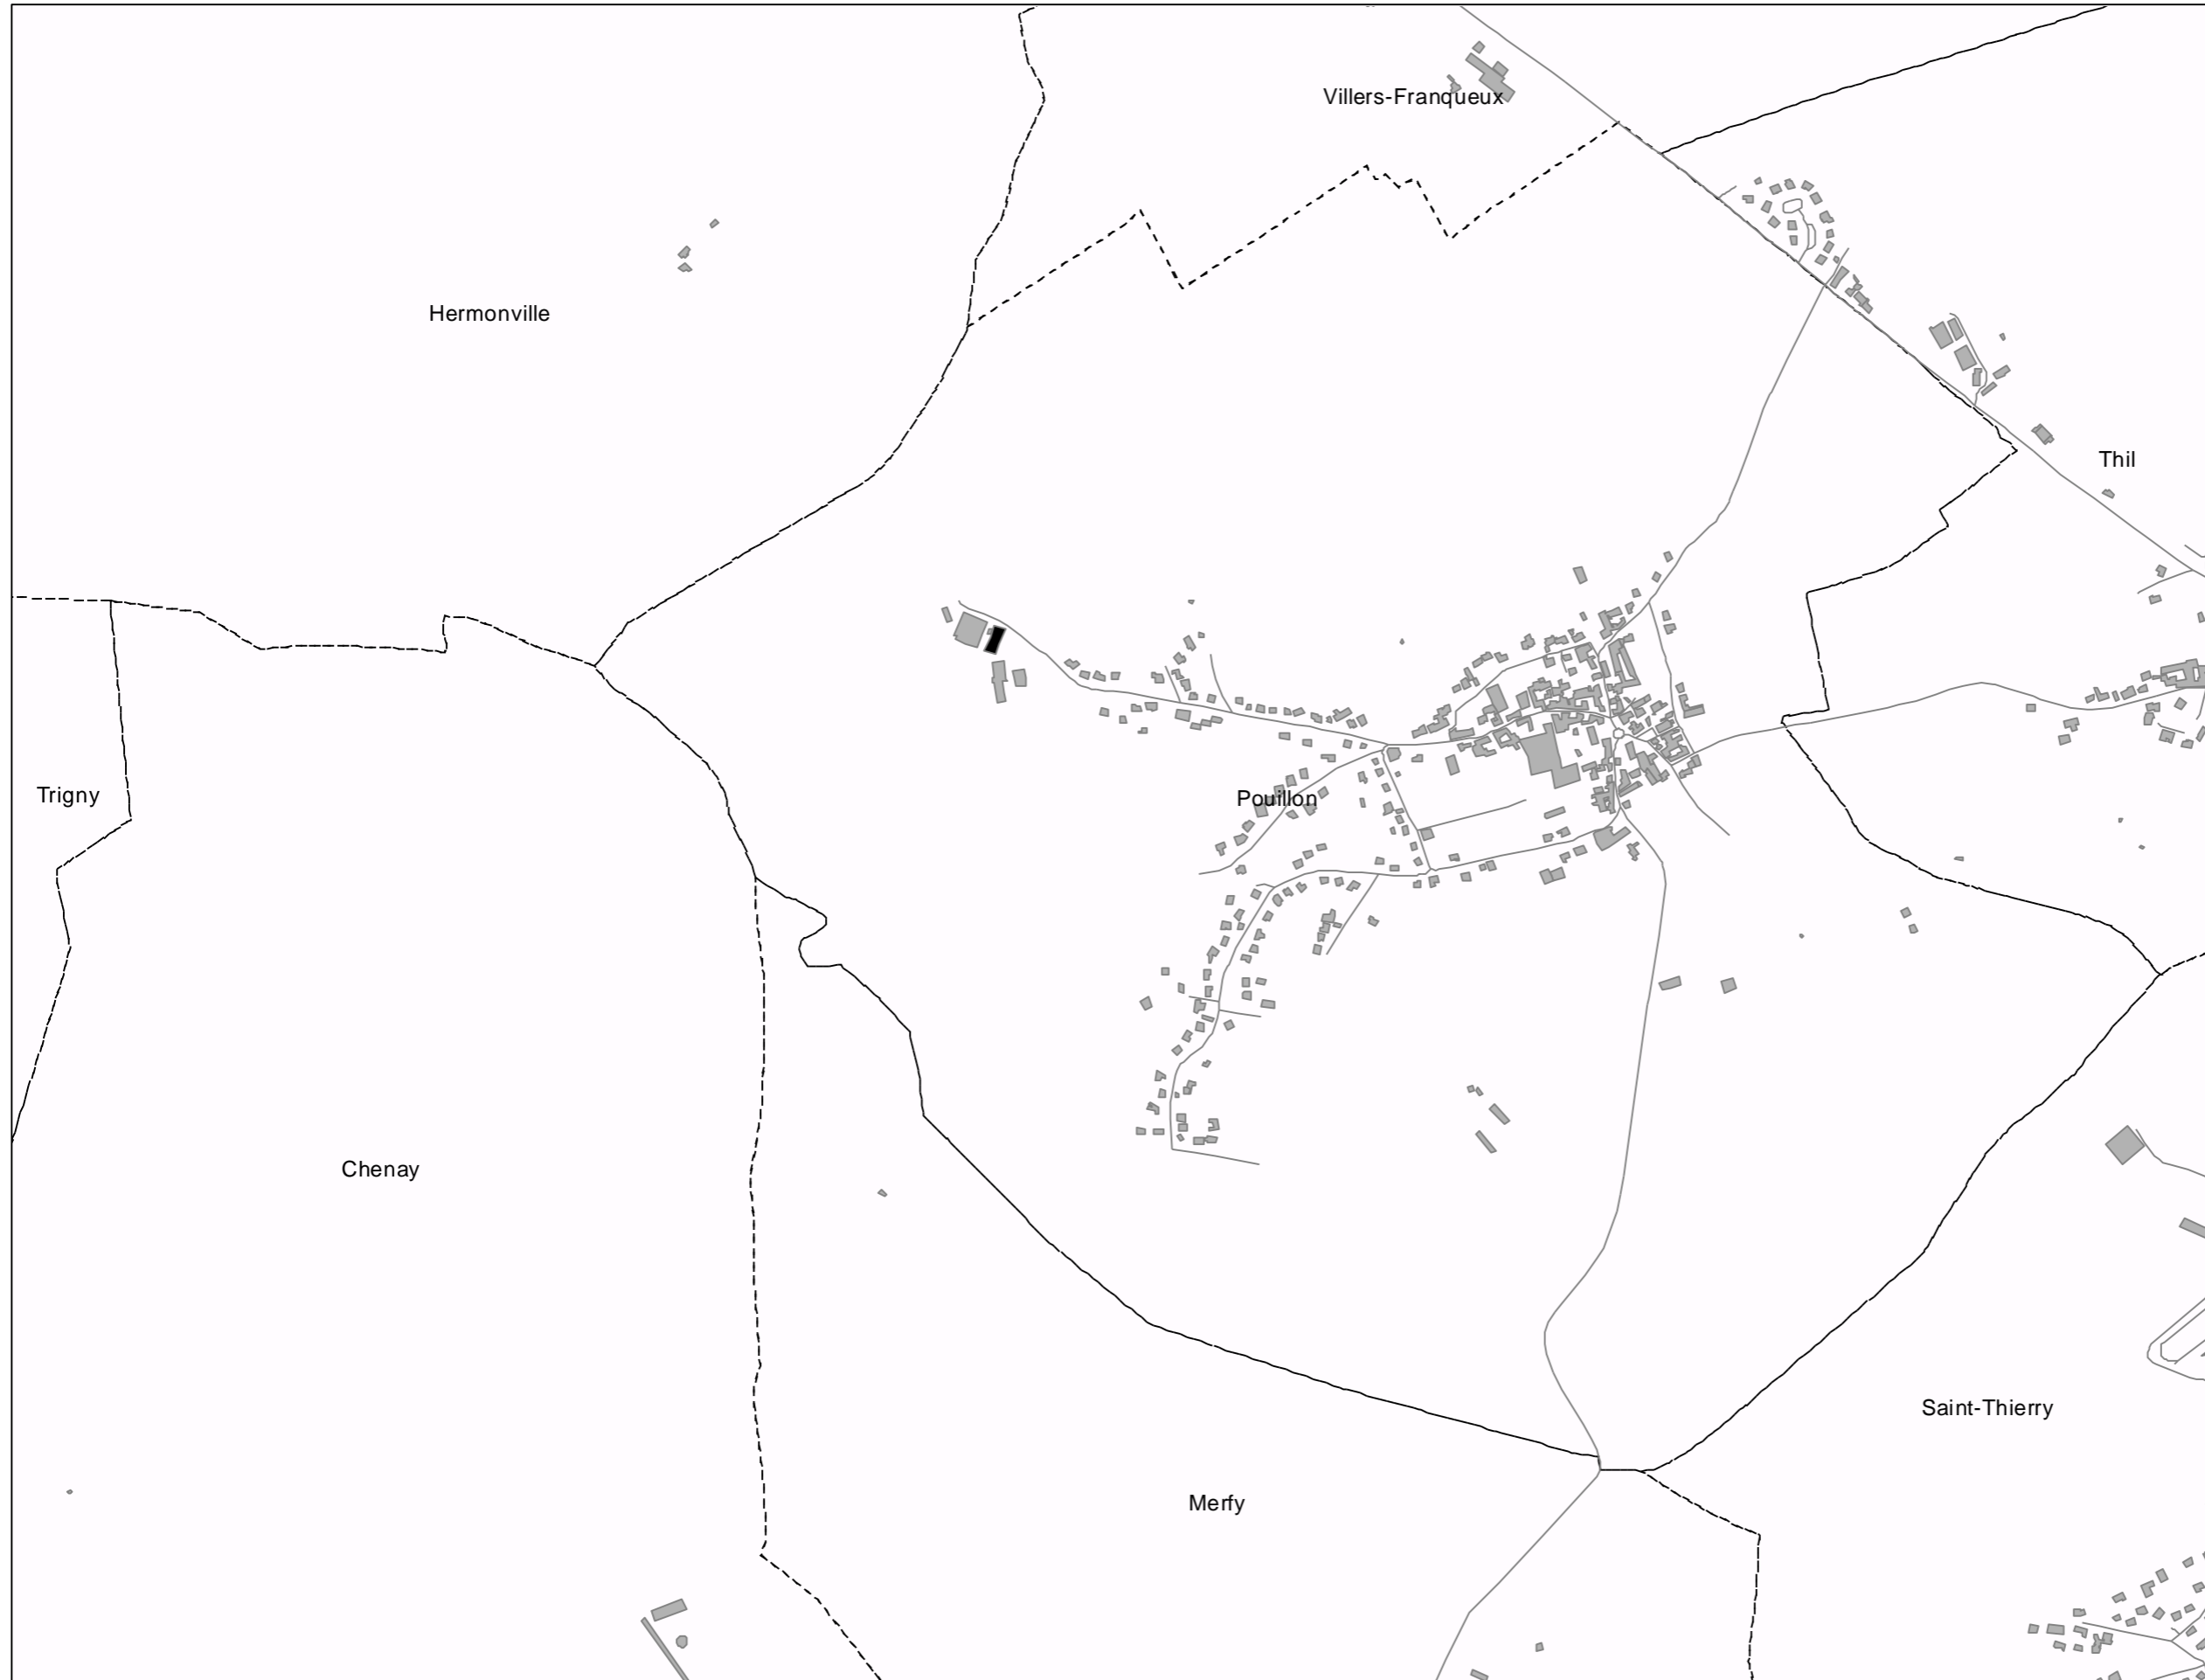 Villers-Franqueux
Hermonville
Thil
Trigny
Pouillon
Chenay
Saint-Thierry
Merfy